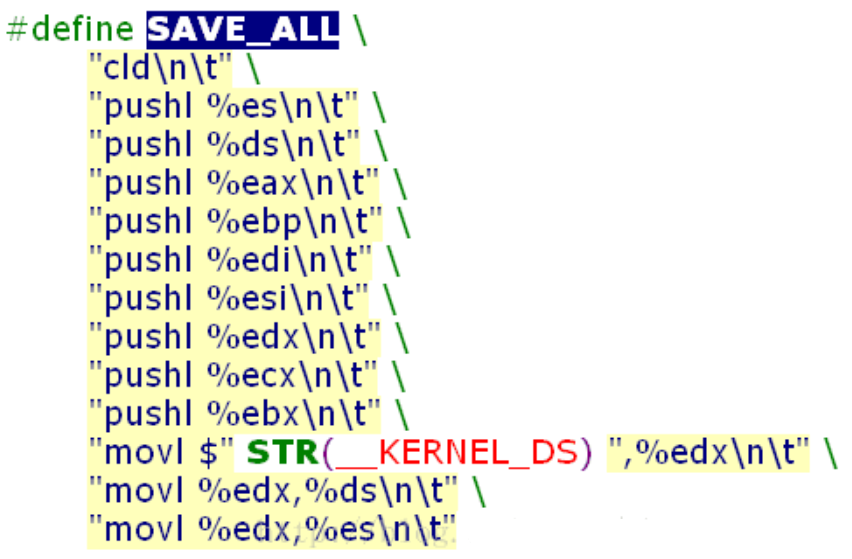 #define SAVE_ALL \
"cld\n\t" \
"pushl %es\n\t" \
"pushl %ds\n\t" \
"pushl %eax\n\t" \
"pushl %ebp\n\t" \
"pushl %edi\n\t" \
"pushl %esi\n\t" \
"pushl %edx\n\t" \
"pushl %ecx\n\t" \
"pushl %ebx\n\t" \
"movl $" STR(__KERNEL_DS) ",%edx\n\t" \
"movl %edx,%ds\n\t" \
"movl %edx,%es\n\t"